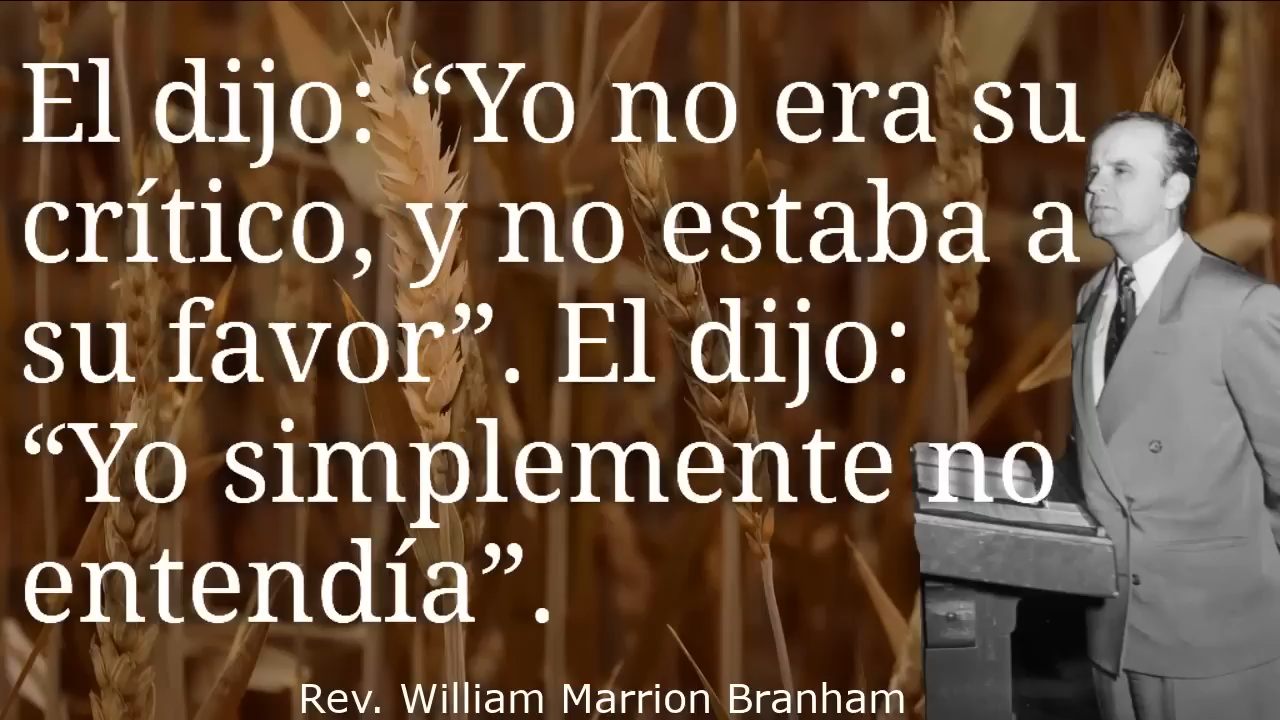 El dijo: “Yo no era su
crítico, y no estaba a
su favor”. El dijo:
“Yo simplemente no
entendía”.
Rev. William Marrion Branham